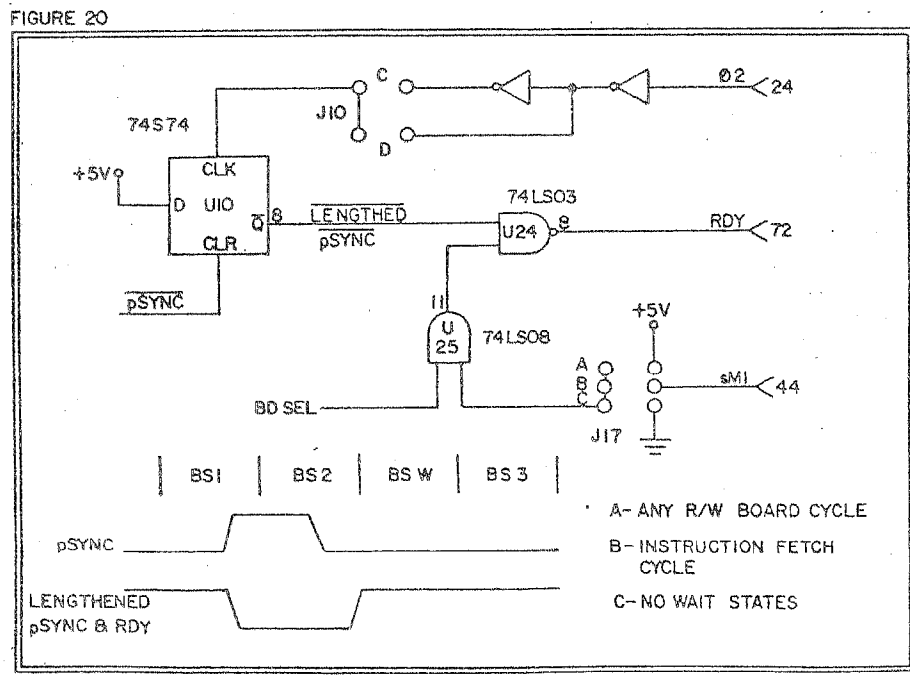 FIGURE 20
Ø2
24
C
J10
D
74S74
+5V
CLK
D U10
Q̅ 8
CLR
LENGTHED
pSYNC
74LS03
U24
8
RDY
72
pSYNC
11
U
25
74LS08
+5V
A
B
C
sM1
44
BD SEL
J17
BS1
BS2
BS W
BS 3
A- ANY R/W BOARD CYCLE
pSYNC
B- INSTRUCTION FETCH
CYCLE
LENGTHENED
pSYNC & RDY
C- NO WAIT STATES